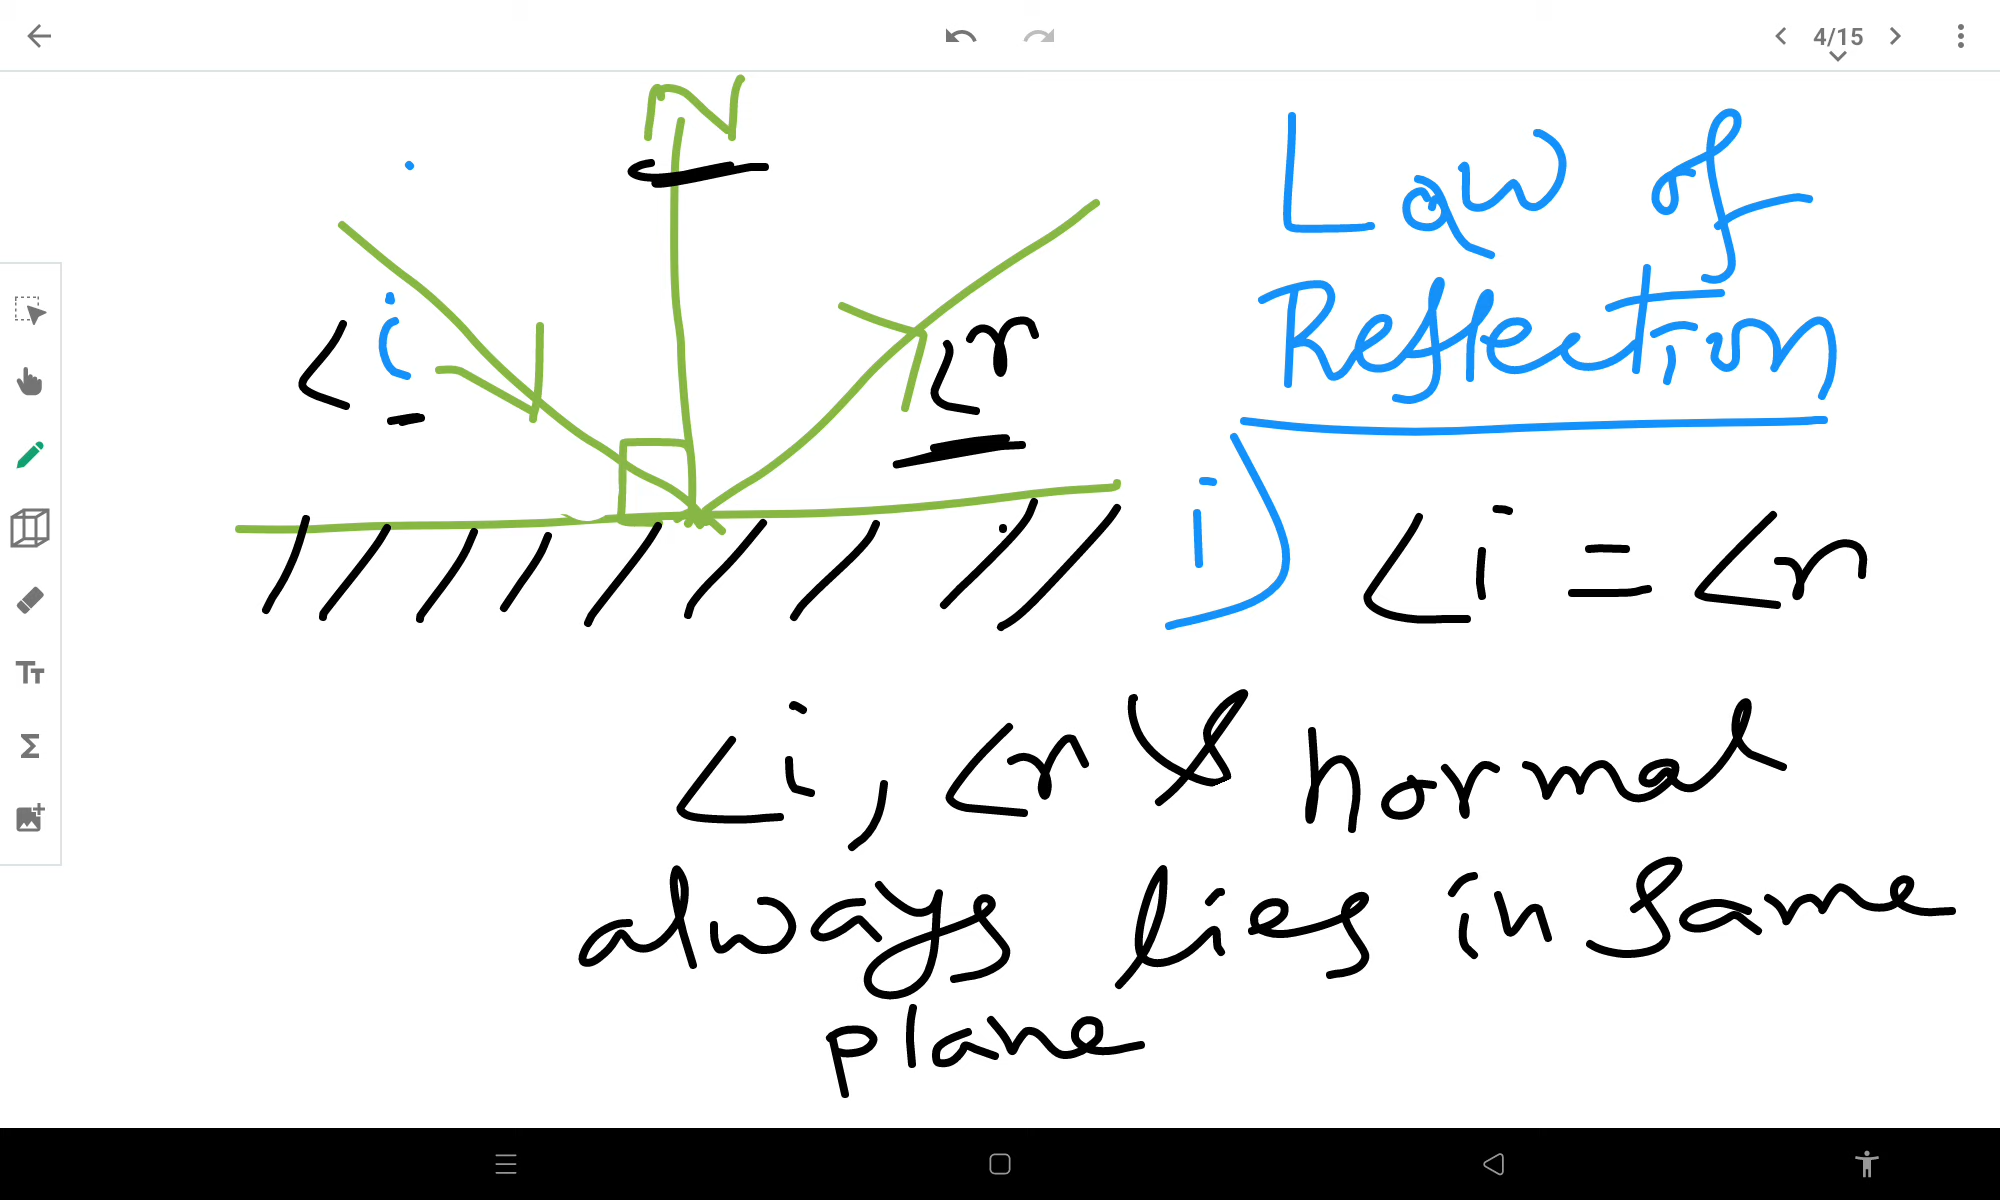 4/15
N
Law of
Reflection
∠i
∠r
i) ∠i = ∠r
∠i, ∠r & normal
always lies in same
plane